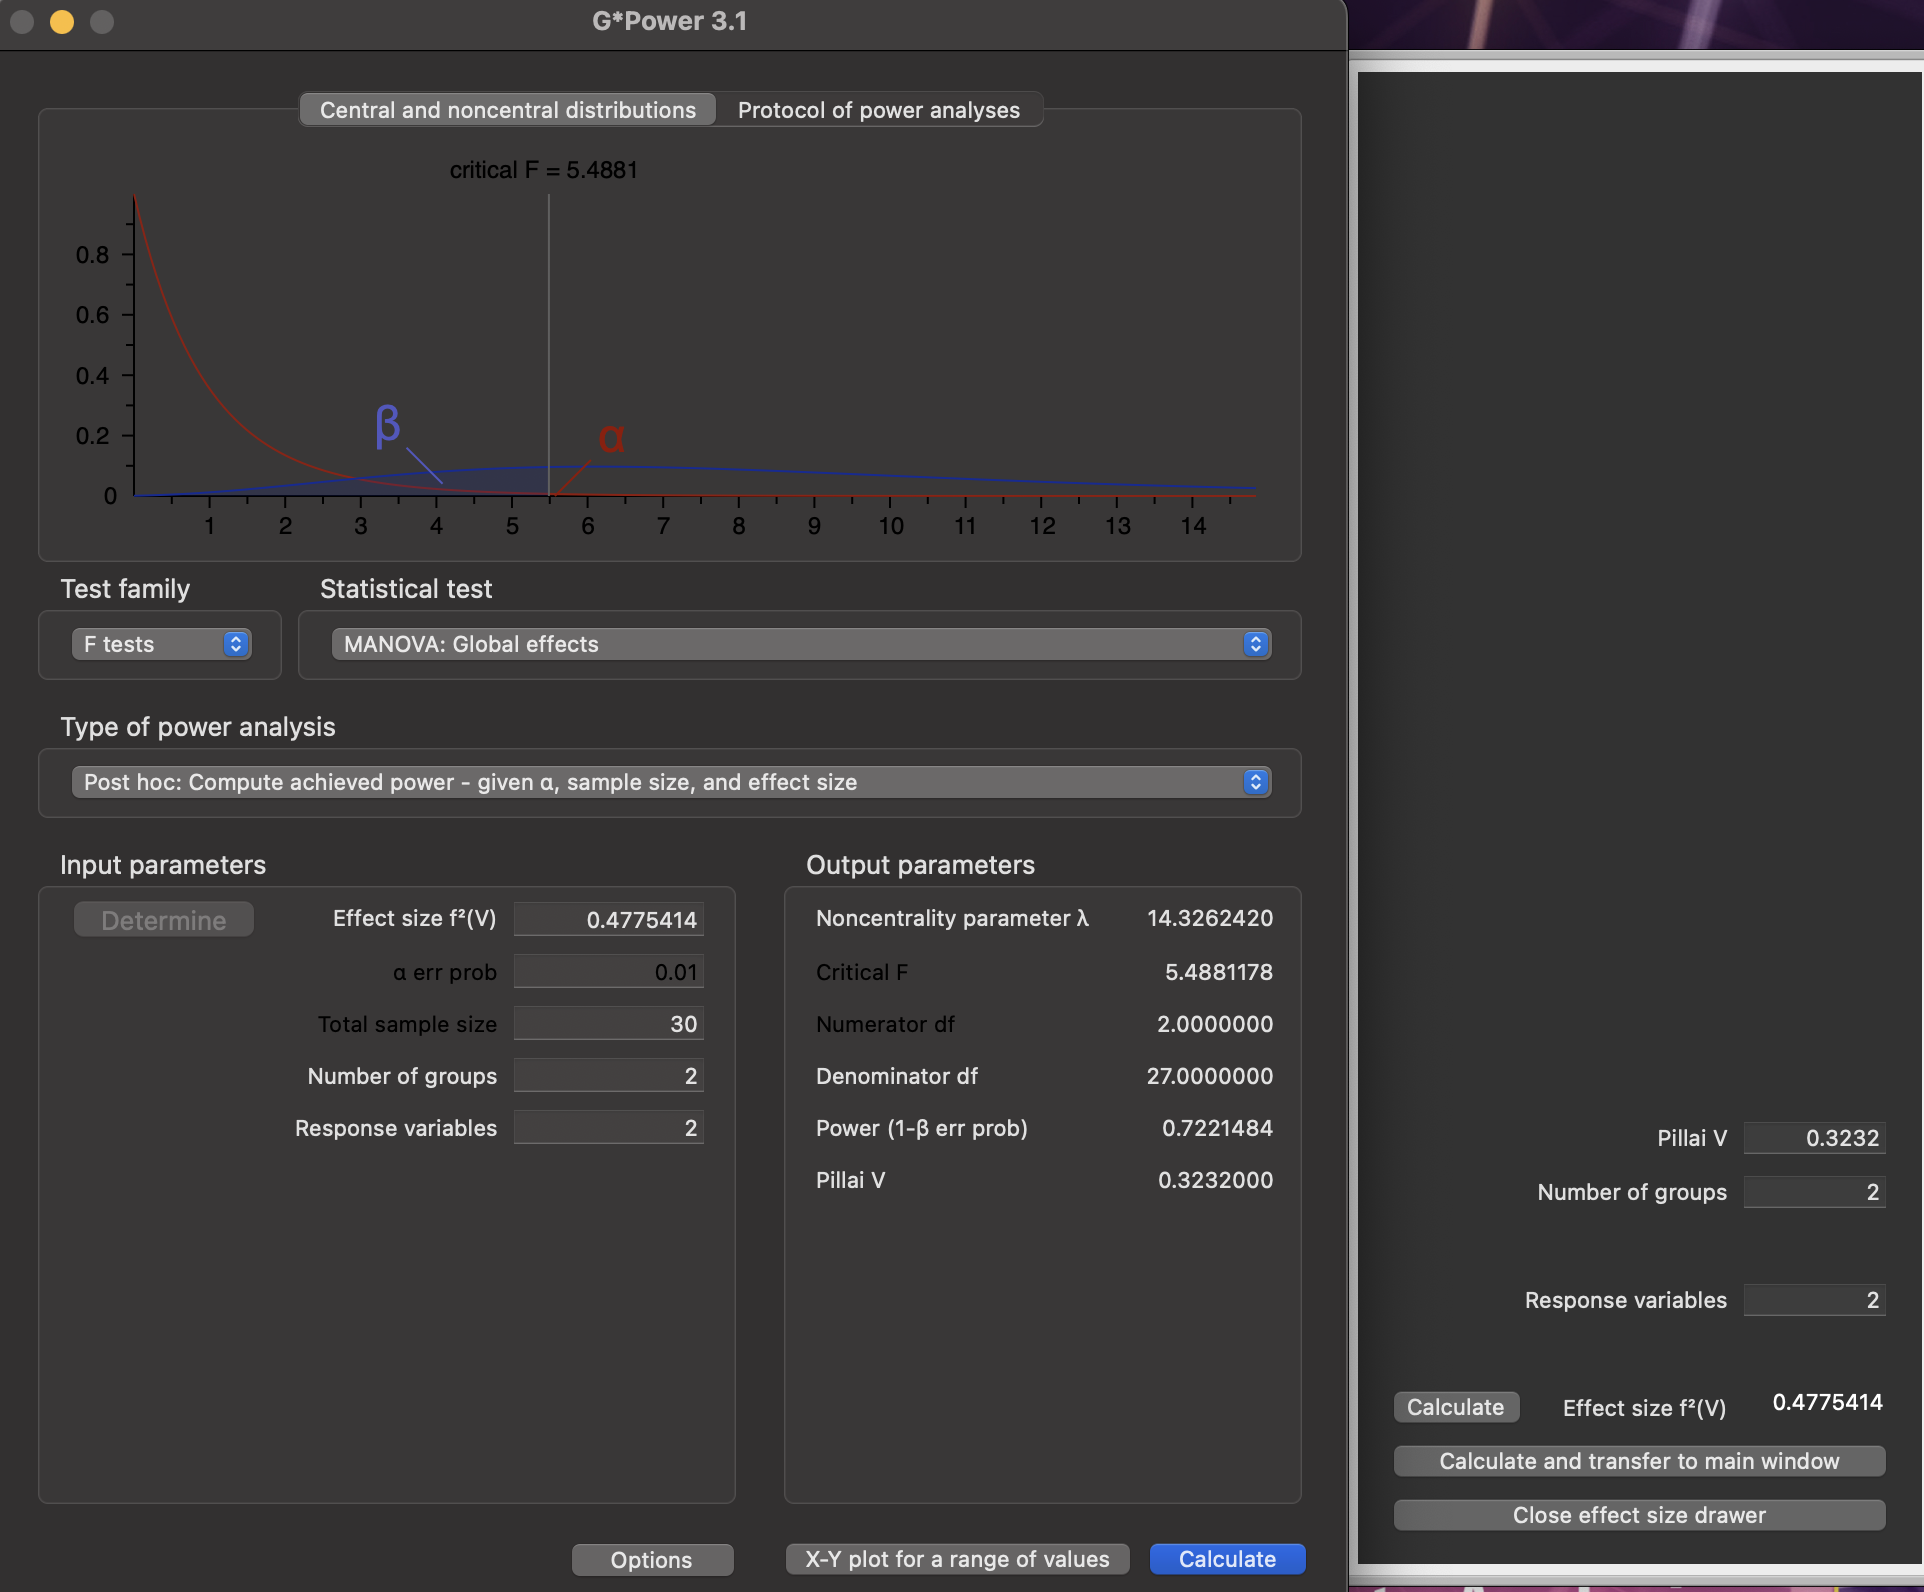 G*Power 3.1
Central and noncentral distributions
Protocol of power analyses
critical F = 5.4881
0.8
0.6
0.4
0.2
0
β
α
1 2 3 4 5 6 7 8 9 10 11 12 13 14
Test family
Statistical test
F tests
MANOVA: Global effects
Type of power analysis
Post hoc: Compute achieved power - given α, sample size, and effect size
Input parameters
Determine
Effect size f²(V) 0.4775414
α err prob 0.01
Total sample size 30
Number of groups 2
Response variables 2
Output parameters
Noncentrality parameter λ 14.3262420
Critical F 5.4881178
Numerator df 2.0000000
Denominator df 27.0000000
Power (1-β err prob) 0.7221484
Pillai V 0.3232000
Options
X-Y plot for a range of values
Calculate
Pillai V 0.3232
Number of groups 2
Response variables 2
Calculate
Effect size f²(V) 0.4775414
Calculate and transfer to main window
Close effect size drawer